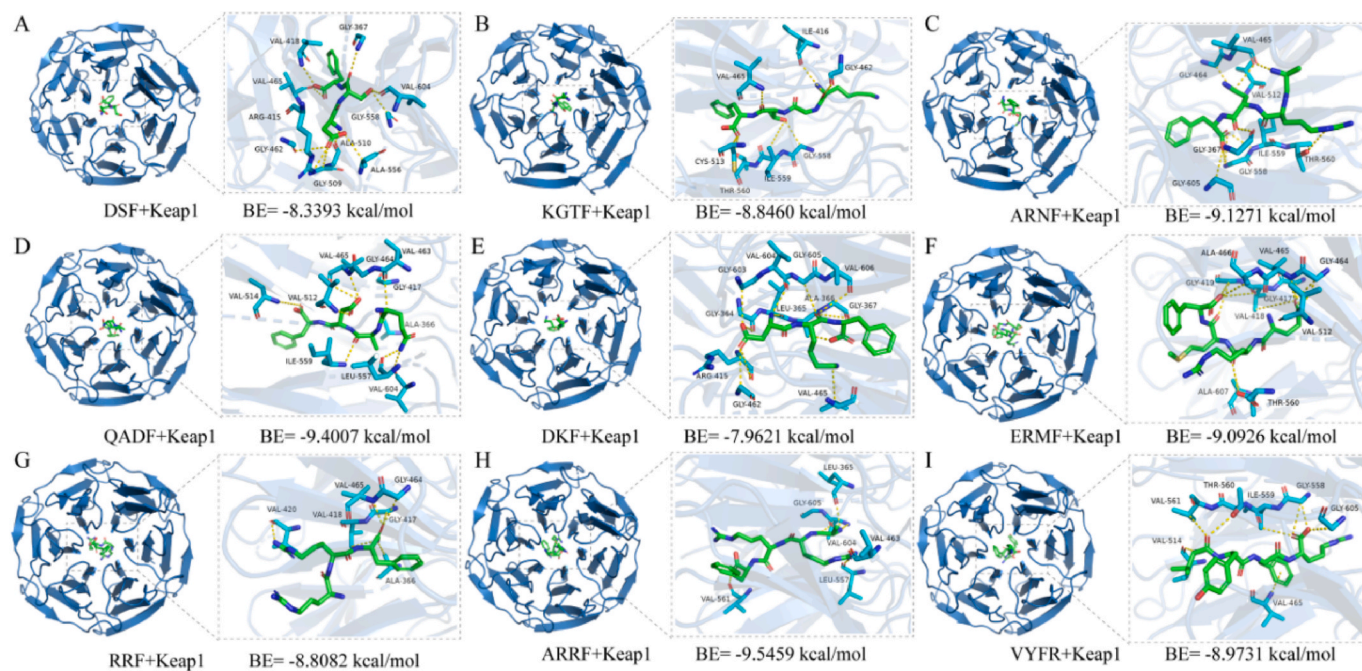 A
VAL-418
GLY-367
VAL-465
VAL-604
ARG-415
GLY-558
GLY-462
ALA-510
GLY-509
ALA-556
DSF+Keap1
BE= -8.3393 kcal/mol
B
ILE-416
VAL-465
GLY-462
CYS-513
GLY-558
THR-560
ILE-559
KGTF+Keap1
BE= -8.8460 kcal/mol
C
VAL-465
GLY-464
VAL-512
GLY-367
ILE-559
THR-560
GLY-558
GLY-605
ARNF+Keap1
BE= -9.1271 kcal/mol
D
VAL-463
VAL-465
GLY-464
GLY-417
VAL-514
VAL-512
ALA-366
ILE-559
LEU-557
VAL-604
QADF+Keap1
BE= -9.4007 kcal/mol
E
VAL-604
GLY-605
GLY-603
VAL-606
ALA-366
GLY-364
LEU-365
GLY-367
ARG-415
GLY-462
VAL-465
DKF+Keap1
BE= -7.9621 kcal/mol
F
ALA-466
VAL-465
GLY-464
GLY-419
GLY-417
VAL-418
VAL-512
ALA-607
THR-560
ERMF+Keap1
BE= -9.0926 kcal/mol
G
VAL-465
GLY-464
VAL-420
VAL-418
GLY-417
ALA-366
RRF+Keap1
BE= -8.8082 kcal/mol
H
LEU-365
GLY-605
VAL-604
VAL-463
LEU-557
VAL-561
ARRF+Keap1
BE= -9.5459 kcal/mol
I
THR-560
GLY-558
VAL-561
ILE-559
GLY-605
VAL-514
VAL-465
VYFR+Keap1
BE= -8.9731 kcal/mol